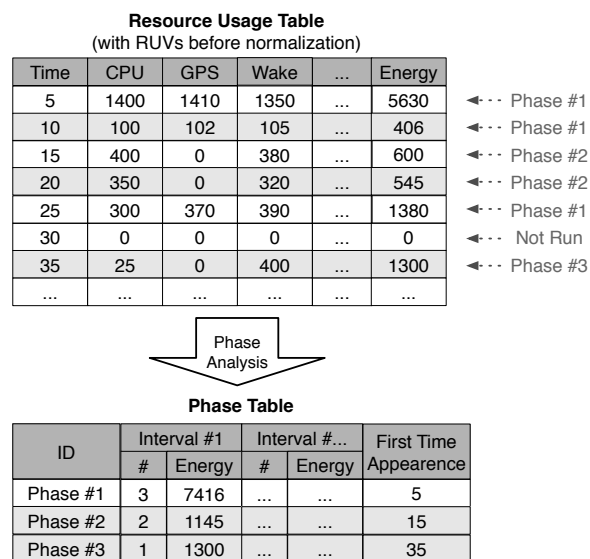 Resource Usage Table
(with RUVs before normalization)
Time CPU GPS Wake ... Energy
5 1400 1410 1350 ... 5630 Phase #1
10 100 102 105 ... 406 Phase #1
15 400 0 380 ... 600 Phase #2
20 350 0 320 ... 545 Phase #2
25 300 370 390 ... 1380 Phase #1
30 0 0 0 ... 0 Not Run
35 25 0 400 ... 1300 Phase #3
... ... ... ... ... ...
Phase
Analysis
Phase Table
ID Interval #1 Interval #... First Time
# Energy # Energy Appearence
Phase #1 3 7416 ... ... 5
Phase #2 2 1145 ... ... 15
Phase #3 1 1300 ... ... 35